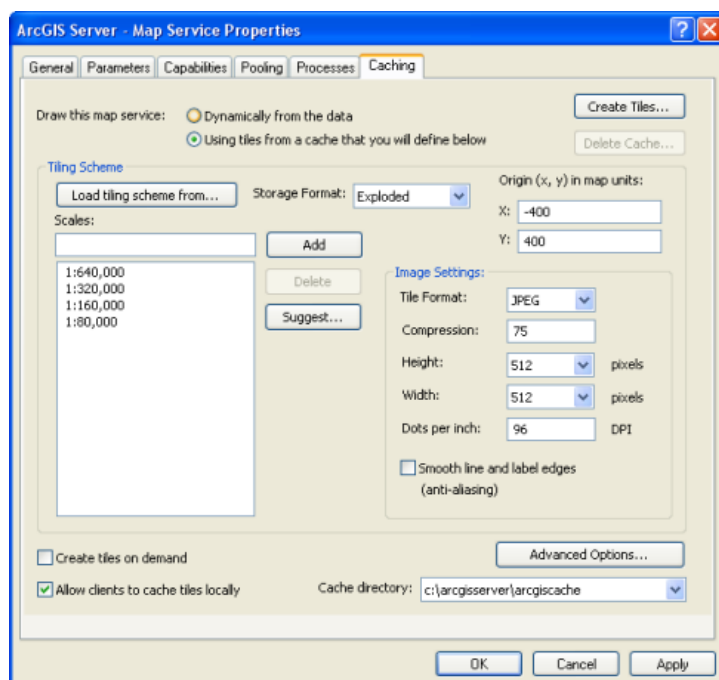 ArcGIS Server - Map Service Properties
General Parameters Capabilities Pooling Processes Caching
Draw this map service:
Dynamically from the data
Using tiles from a cache that you will define below
Create Tiles...
Delete Cache...
Tiling Scheme
Load tiling scheme from...
Storage Format: Exploded
Origin (x, y) in map units:
X: -400
Y: 400
Scales:
Add
Delete
Suggest...
1:640,000
1:320,000
1:160,000
1:80,000
Image Settings:
Tile Format: JPEG
Compression: 75
Height: 512 pixels
Width: 512 pixels
Dots per inch: 96 DPI
Smooth line and label edges
(anti-aliasing)
Create tiles on demand
Advanced Options...
Allow clients to cache tiles locally
Cache directory: c:\arcgisserver\arcgiscache
OK Cancel Apply